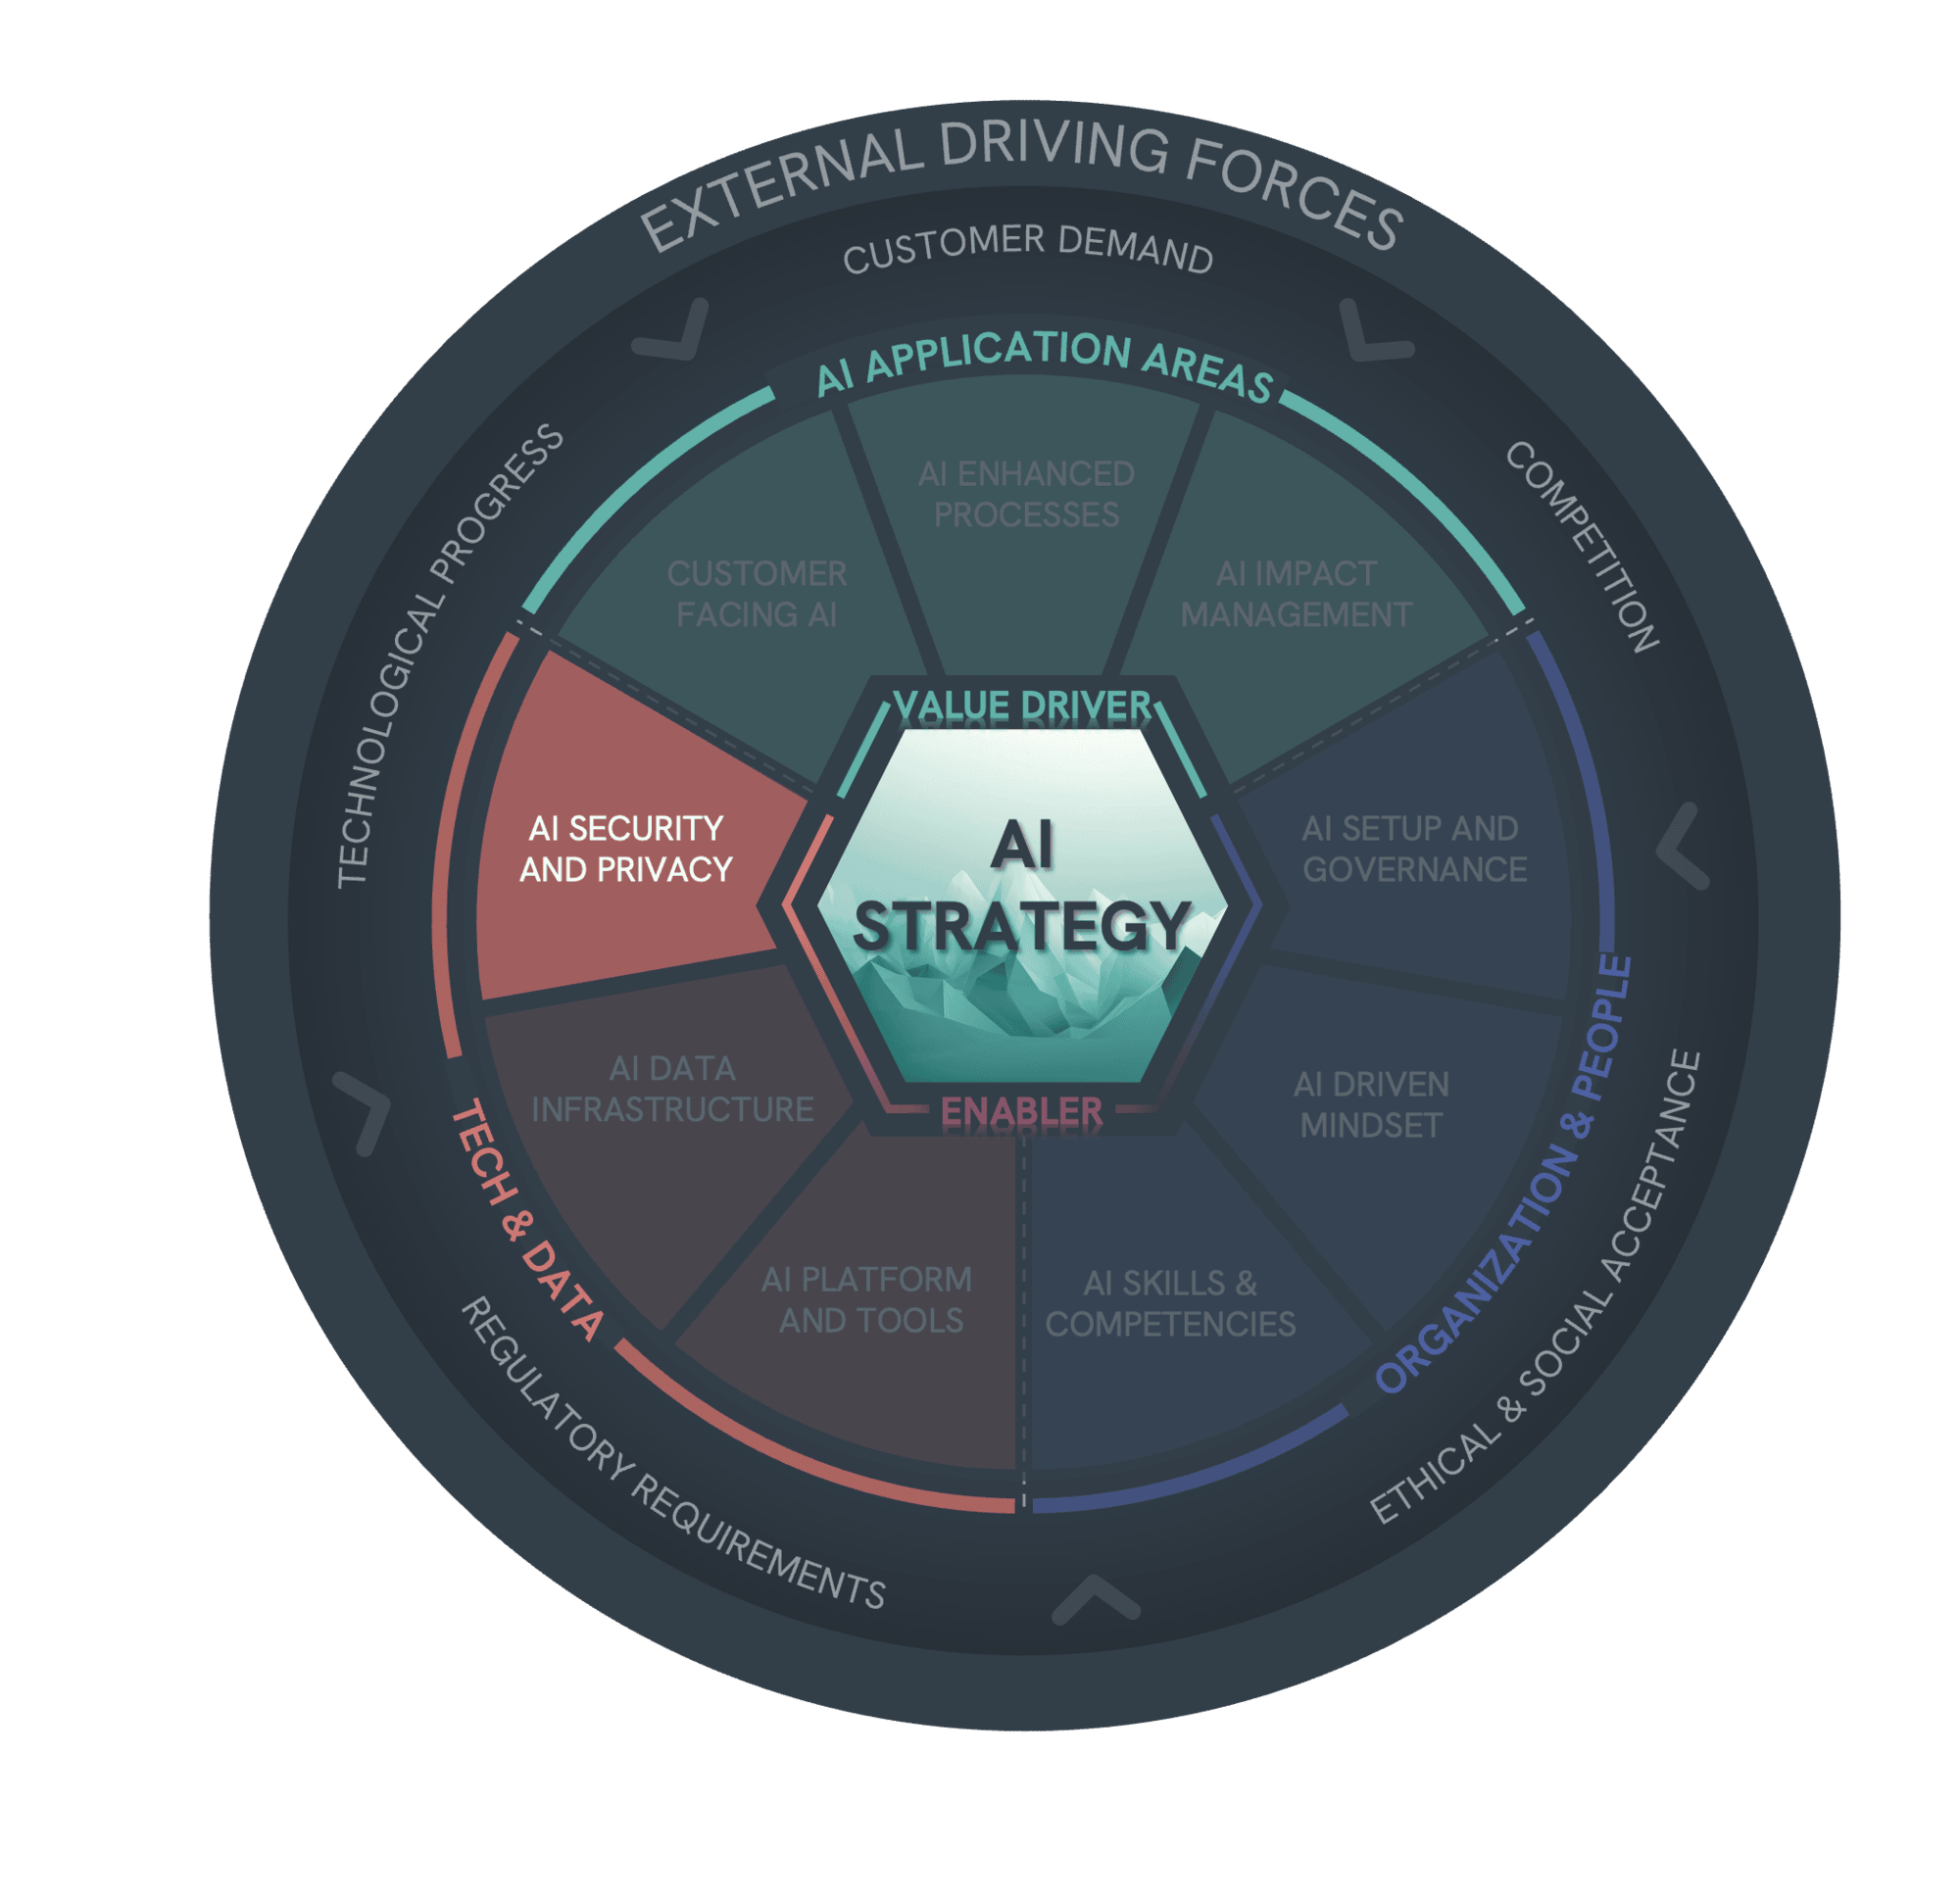 EXTERNAL DRIVING FORCES
CUSTOMER DEMAND
COMPETITION
ETHICAL & SOCIAL ACCEPTANCE
REGULATORY REQUIREMENTS
TECHNOLOGICAL PROGRESS
AI APPLICATION AREAS
CUSTOMER
FACING AI
AI ENHANCED
PROCESSES
AI IMPACT
MANAGEMENT
ORGANIZATION & PEOPLE
AI SETUP AND
GOVERNANCE
AI DRIVEN
MINDSET
AI SKILLS &
COMPETENCIES
TECH & DATA
AI PLATFORM
AND TOOLS
AI DATA
INFRASTRUCTURE
AI SECURITY
AND PRIVACY
VALUE DRIVER
AI
STRATEGY
ENABLER